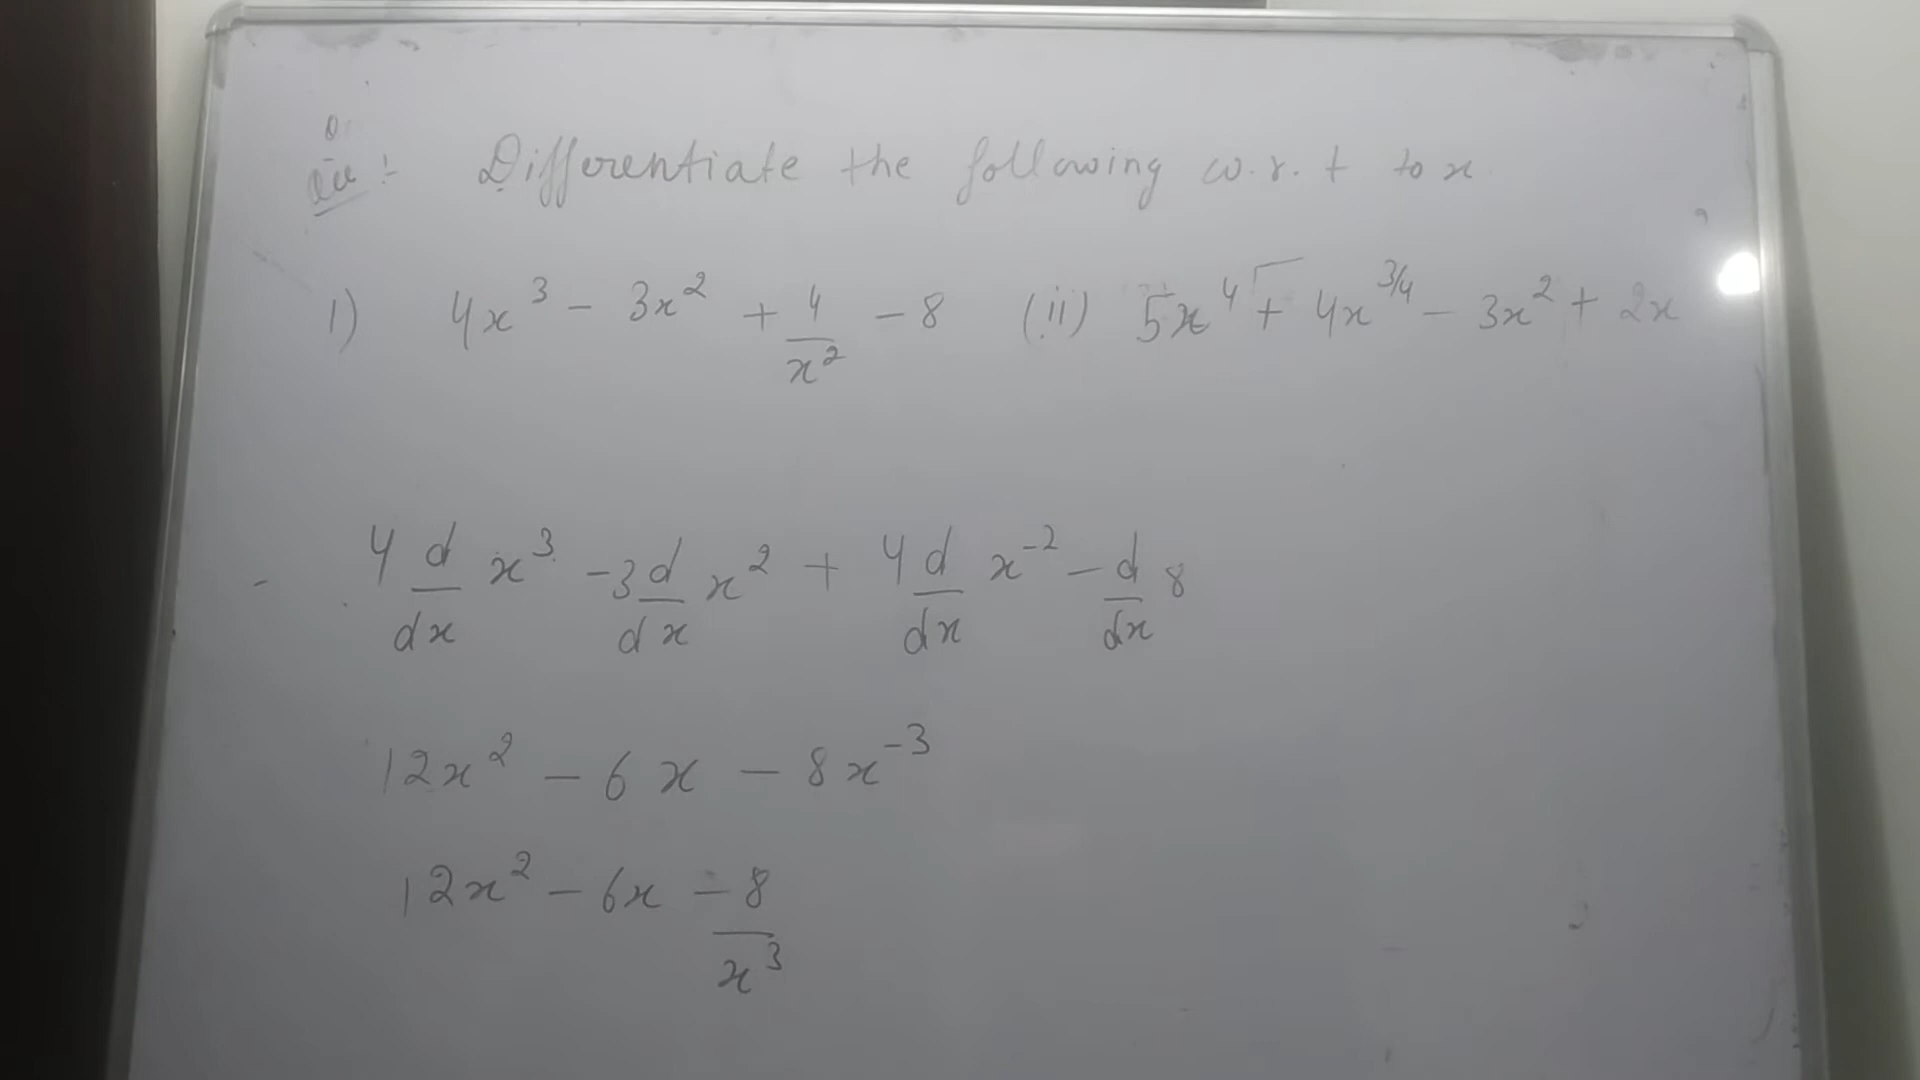 Differentiate the following w.r.t to x
1) 4x³ - 3x² + 4/x² - 8 (ii) 5x⁴ + 4x^3/4 - 3x² + 2x
4 d/dx x³ - 3 d/dx x² + 4 d/dx x⁻² - d/dx 8
12x² - 6x - 8x⁻³
12x² - 6x - 8/x³